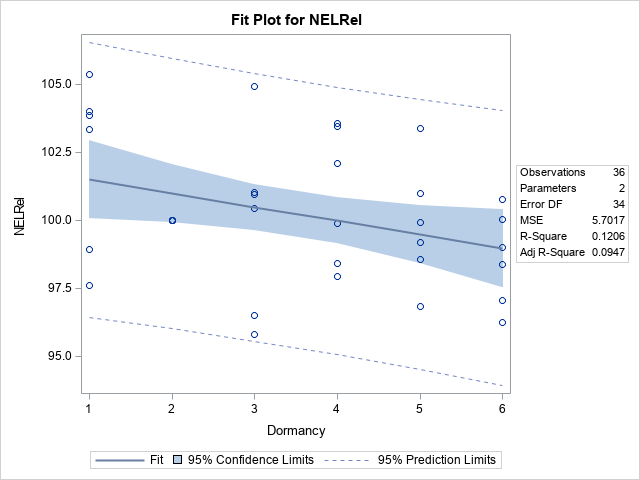 Fit Plot for NELRel
105.0
102.5
100.0
97.5
95.0
NELRel
1 2 3 4 5 6
Dormancy
Observations 36
Parameters 2
Error DF 34
MSE 5.7017
R-Square 0.1206
Adj R-Square 0.0947
Fit 95% Confidence Limits 95% Prediction Limits